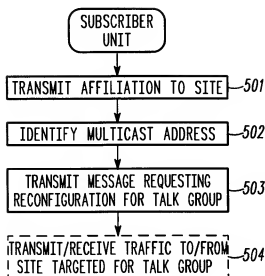 SUBSCRIBER
UNIT
TRANSMIT AFFILIATION TO SITE
501
IDENTIFY MULTICAST ADDRESS
502
TRANSMIT MESSAGE REQUESTING
RECONFIGURATION FOR TALK GROUP
503
TRANSMIT/RECEIVE TRAFFIC TO/FROM
SITE TARGETED FOR TALK GROUP
504